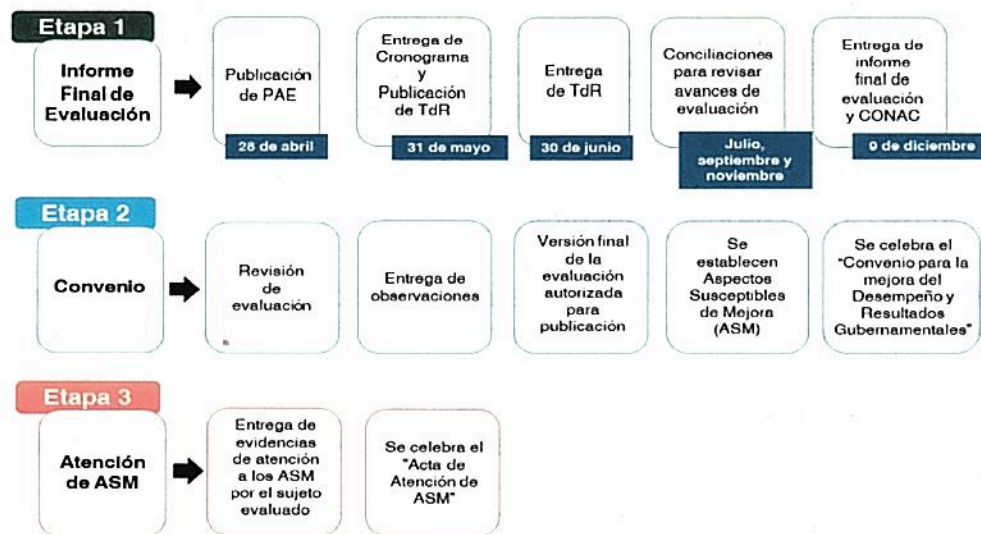 Etapa 1
Informe
Final de
Evaluación
Publicación
de PAE
28 de abril
Entrega de
Cronograma
y
Publicación
de TdR
31 de mayo
Entrega
de TdR
30 de junio
Conciliaciones
para revisar
avances de
evaluación
Julio,
septiembre y
noviembre
Entrega de
informe
final de
evaluación
y CONAC
9 de diciembre
Etapa 2
Convenio
Revisión
de
evaluación
Entrega de
observaciones
Versión final
de la
evaluación
autorizada
para
publicación
Se
establecen
Aspectos
Susceptibles
de Mejora
(ASM)
Se celebra el
"Convenio para la
mejora del
Desempeño y
Resultados
Gubernamentales"
Etapa 3
Atención
de ASM
Entrega de
evidencias
de atención
a los ASM
por el sujeto
evaluado
Se celebra el
"Acta de
Atención de
ASM"